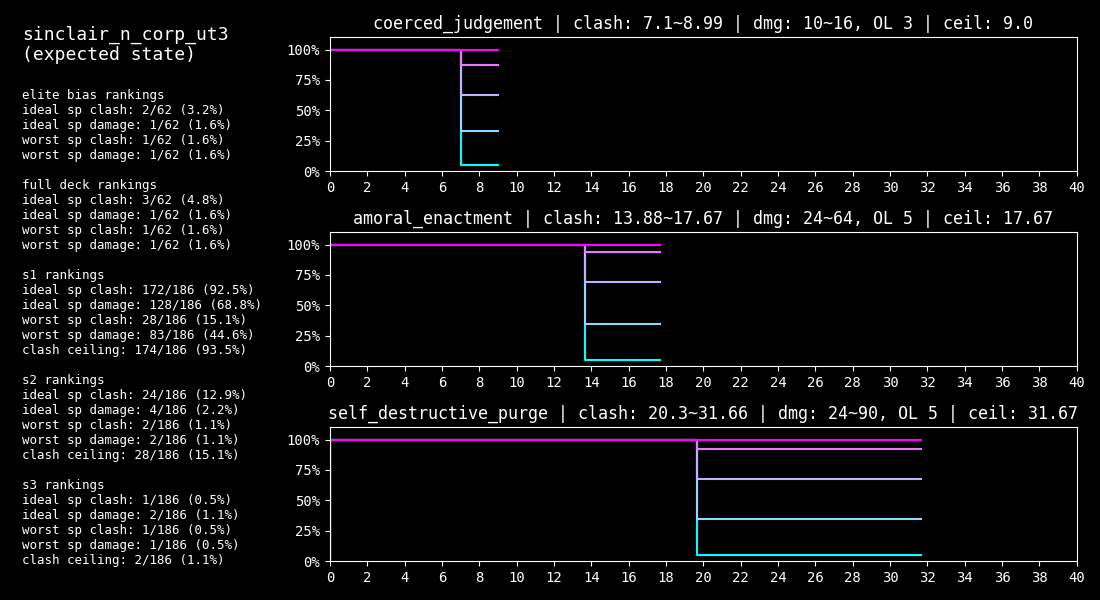 sinclair_n_corp_ut3
(expected state)
elite bias rankings
ideal sp clash: 2/62 (3.2%)
ideal sp damage: 1/62 (1.6%)
worst sp clash: 1/62 (1.6%)
worst sp damage: 1/62 (1.6%)
full deck rankings
ideal sp clash: 3/62 (4.8%)
ideal sp damage: 1/62 (1.6%)
worst sp clash: 1/62 (1.6%)
worst sp damage: 1/62 (1.6%)
s1 rankings
ideal sp clash: 172/186 (92.5%)
ideal sp damage: 128/186 (68.8%)
worst sp clash: 28/186 (15.1%)
worst sp damage: 83/186 (44.6%)
clash ceiling: 174/186 (93.5%)
s2 rankings
ideal sp clash: 24/186 (12.9%)
ideal sp damage: 4/186 (2.2%)
worst sp clash: 2/186 (1.1%)
worst sp damage: 2/186 (1.1%)
clash ceiling: 28/186 (15.1%)
s3 rankings
ideal sp clash: 1/186 (0.5%)
ideal sp damage: 2/186 (1.1%)
worst sp clash: 1/186 (0.5%)
worst sp damage: 1/186 (0.5%)
clash ceiling: 2/186 (1.1%)
coerced_judgement | clash: 7.1~8.99 | dmg: 10~16, OL 3 | ceil: 9.0
100%
75%
50%
25%
0%
0 2 4 6 8 10 12 14 16 18 20 22 24 26 28 30 32 34 36 38 40
amoral_enactment | clash: 13.88~17.67 | dmg: 24~64, OL 5 | ceil: 17.67
100%
75%
50%
25%
0%
0 2 4 6 8 10 12 14 16 18 20 22 24 26 28 30 32 34 36 38 40
self_destructive_purge | clash: 20.3~31.66 | dmg: 24~90, OL 5 | ceil: 31.67
100%
75%
50%
25%
0%
0 2 4 6 8 10 12 14 16 18 20 22 24 26 28 30 32 34 36 38 40